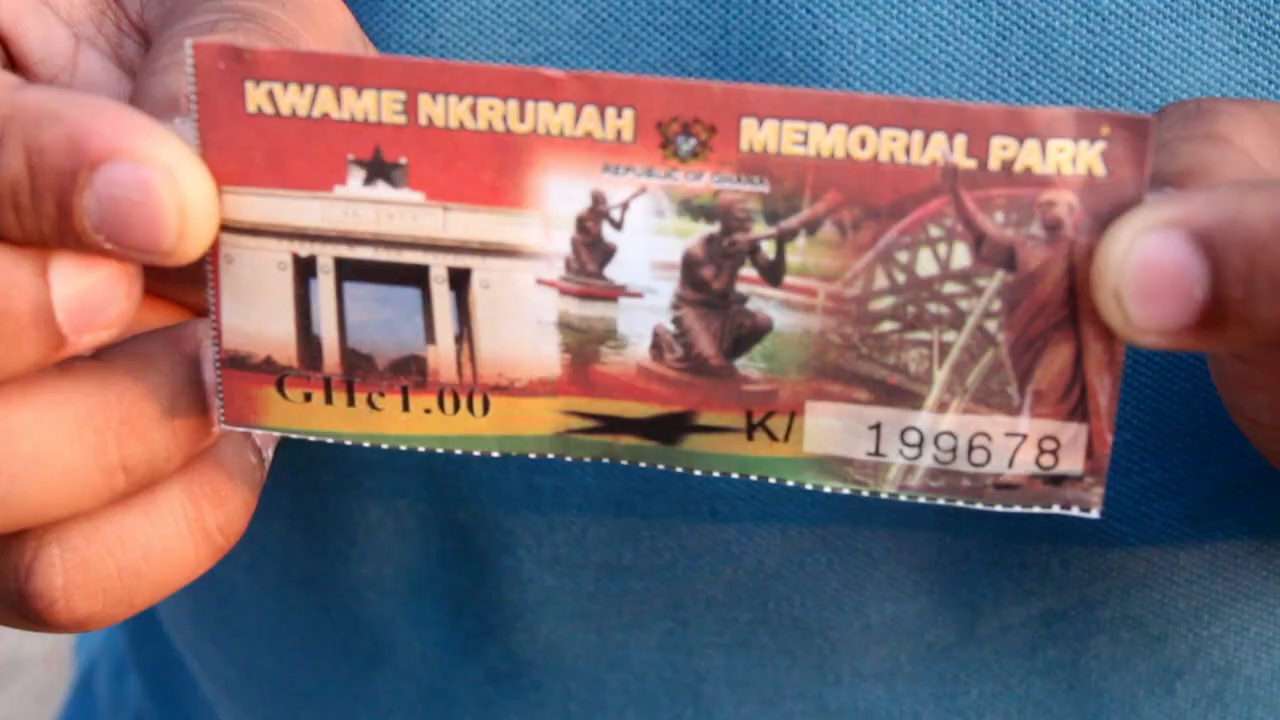 KWAME NKRUMAH MEMORIAL PARK
REPUBLIC OF GHANA
GH¢1.00
K/ 199678